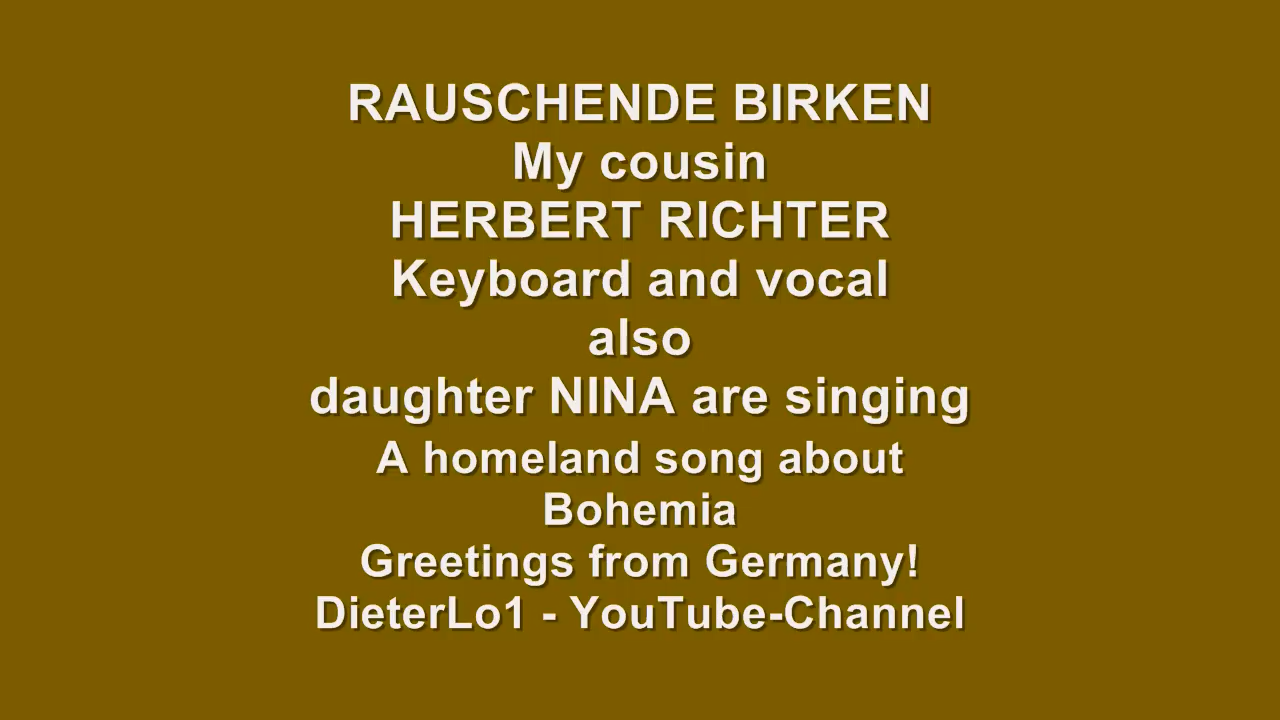 RAUSCHENDE BIRKEN
My cousin
HERBERT RICHTER
Keyboard and vocal
also
daughter NINA are singing
A homeland song about
Bohemia
Greetings from Germany!
DieterLo1 - YouTube-Channel